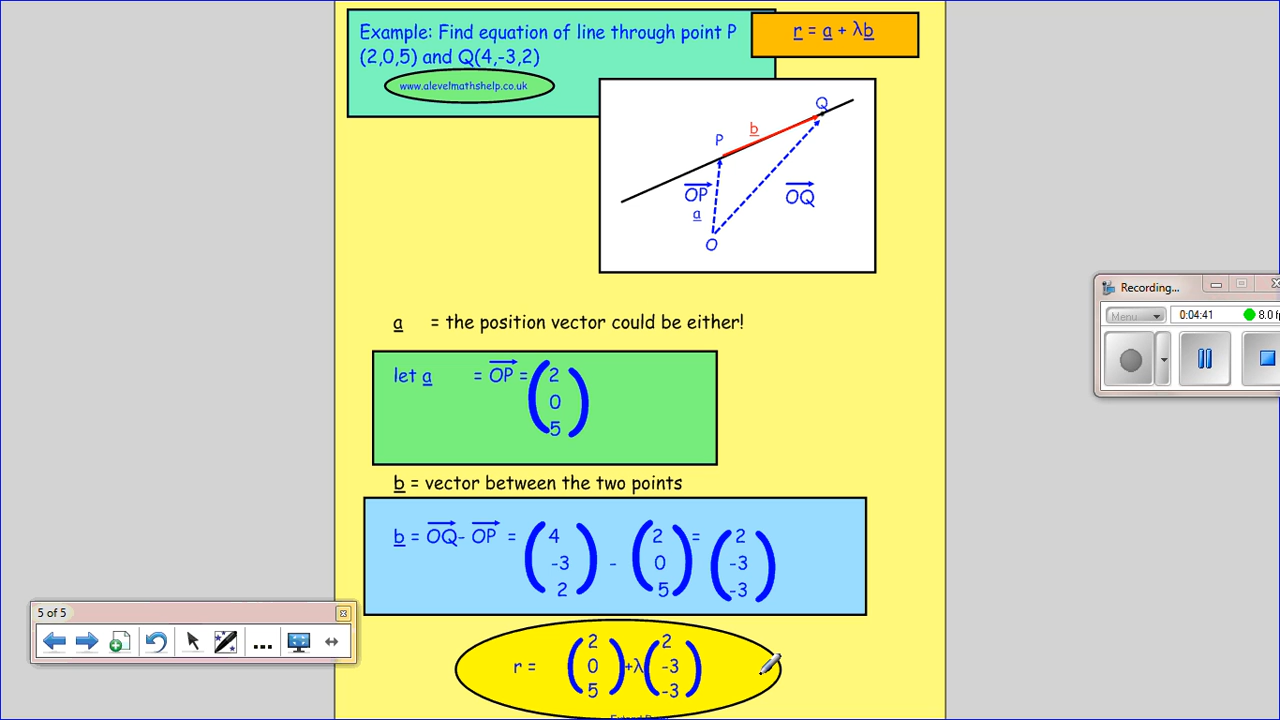 Example: Find equation of line through point P
(2,0,5) and Q(4,-3,2)
www.alevelmathshelp.co.uk
r = a + λb
Q
b
P
OP
OQ
a
O
a = the position vector could be either!
let a = OP = (2
0
5)
b = vector between the two points
b = OQ- OP = (4 - (2 = (2
-3 0 -3
2) 5) -3)
r = (2 +λ(2
0 -3
5) -3)
Recording...
Menu
0:04:41
8.0
5 of 5
...